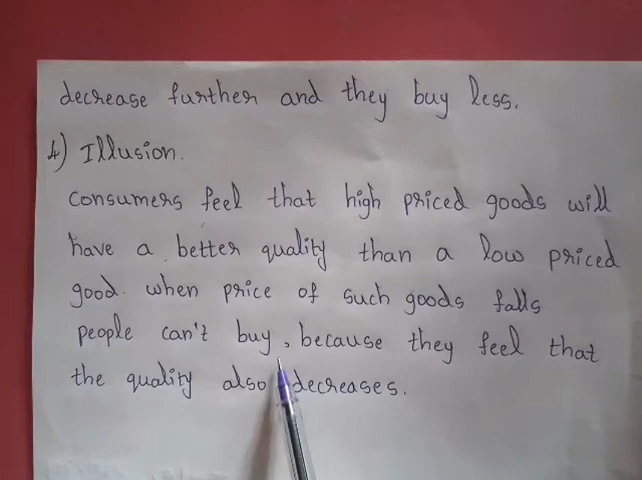 decrease further and they buy less.
4) Illusion.
Consumers feel that high priced goods will
have a better quality than a low priced
good. when price of such goods falls
people can't buy, because they feel that
the quality also decreases.